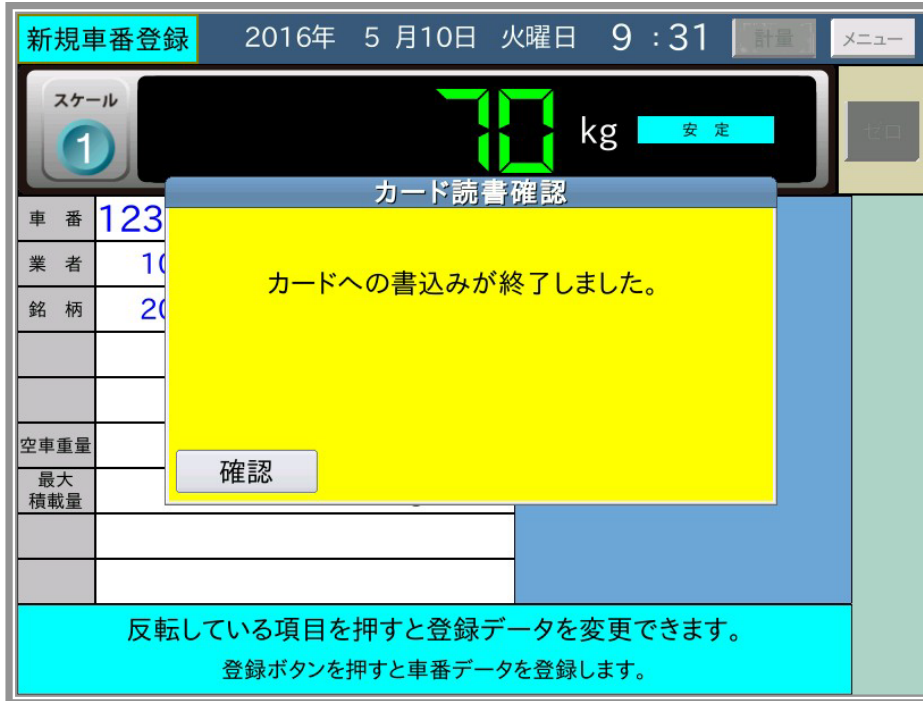 新規車番登録 2016年 5月10日 火曜日 9:31 計量 メニュー
スケール
1
70 kg 安定
ゼロ
カード読書確認
車番 123
業者 10
カードへの書込みが終了しました。
銘柄 20
空車重量
確認
最大
積載量
反転している項目を押すと登録データを変更できます。
登録ボタンを押すと車番データを登録します。